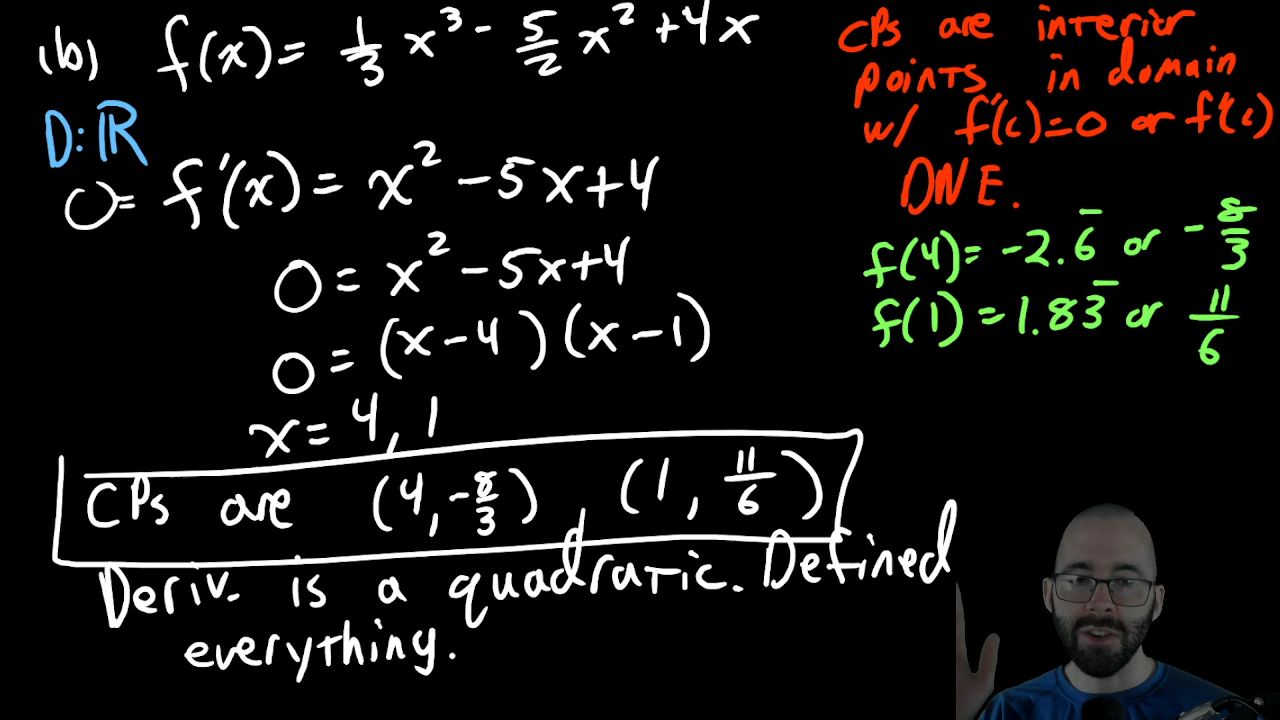 (b) f(x) = 1/3 x³ - 5/2 x² + 4x
D: ℝ
0 = f'(x) = x² - 5x + 4
0 = x² - 5x + 4
0 = (x - 4)(x - 1)
x = 4, 1
CPs are (4, -8/3), (1, 11/6)
Deriv. is a quadratic. Defined
everything.
CPs are interior
points in domain
w/ f'(c) = 0 or f'(c)
DNE.
f(4) = -2.6̅ or -8/3
f(1) = 1.83̅ or 11/6